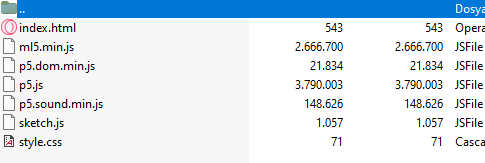 .. Dosya
index.html 543 543 Opera
ml5.min.js 2.666.700 2.666.700 JSFile
p5.dom.min.js 21.834 21.834 JSFile
p5.js 3.790.003 3.790.003 JSFile
p5.sound.min.js 148.626 148.626 JSFile
sketch.js 1.057 1.057 JSFile
style.css 71 71 Casca